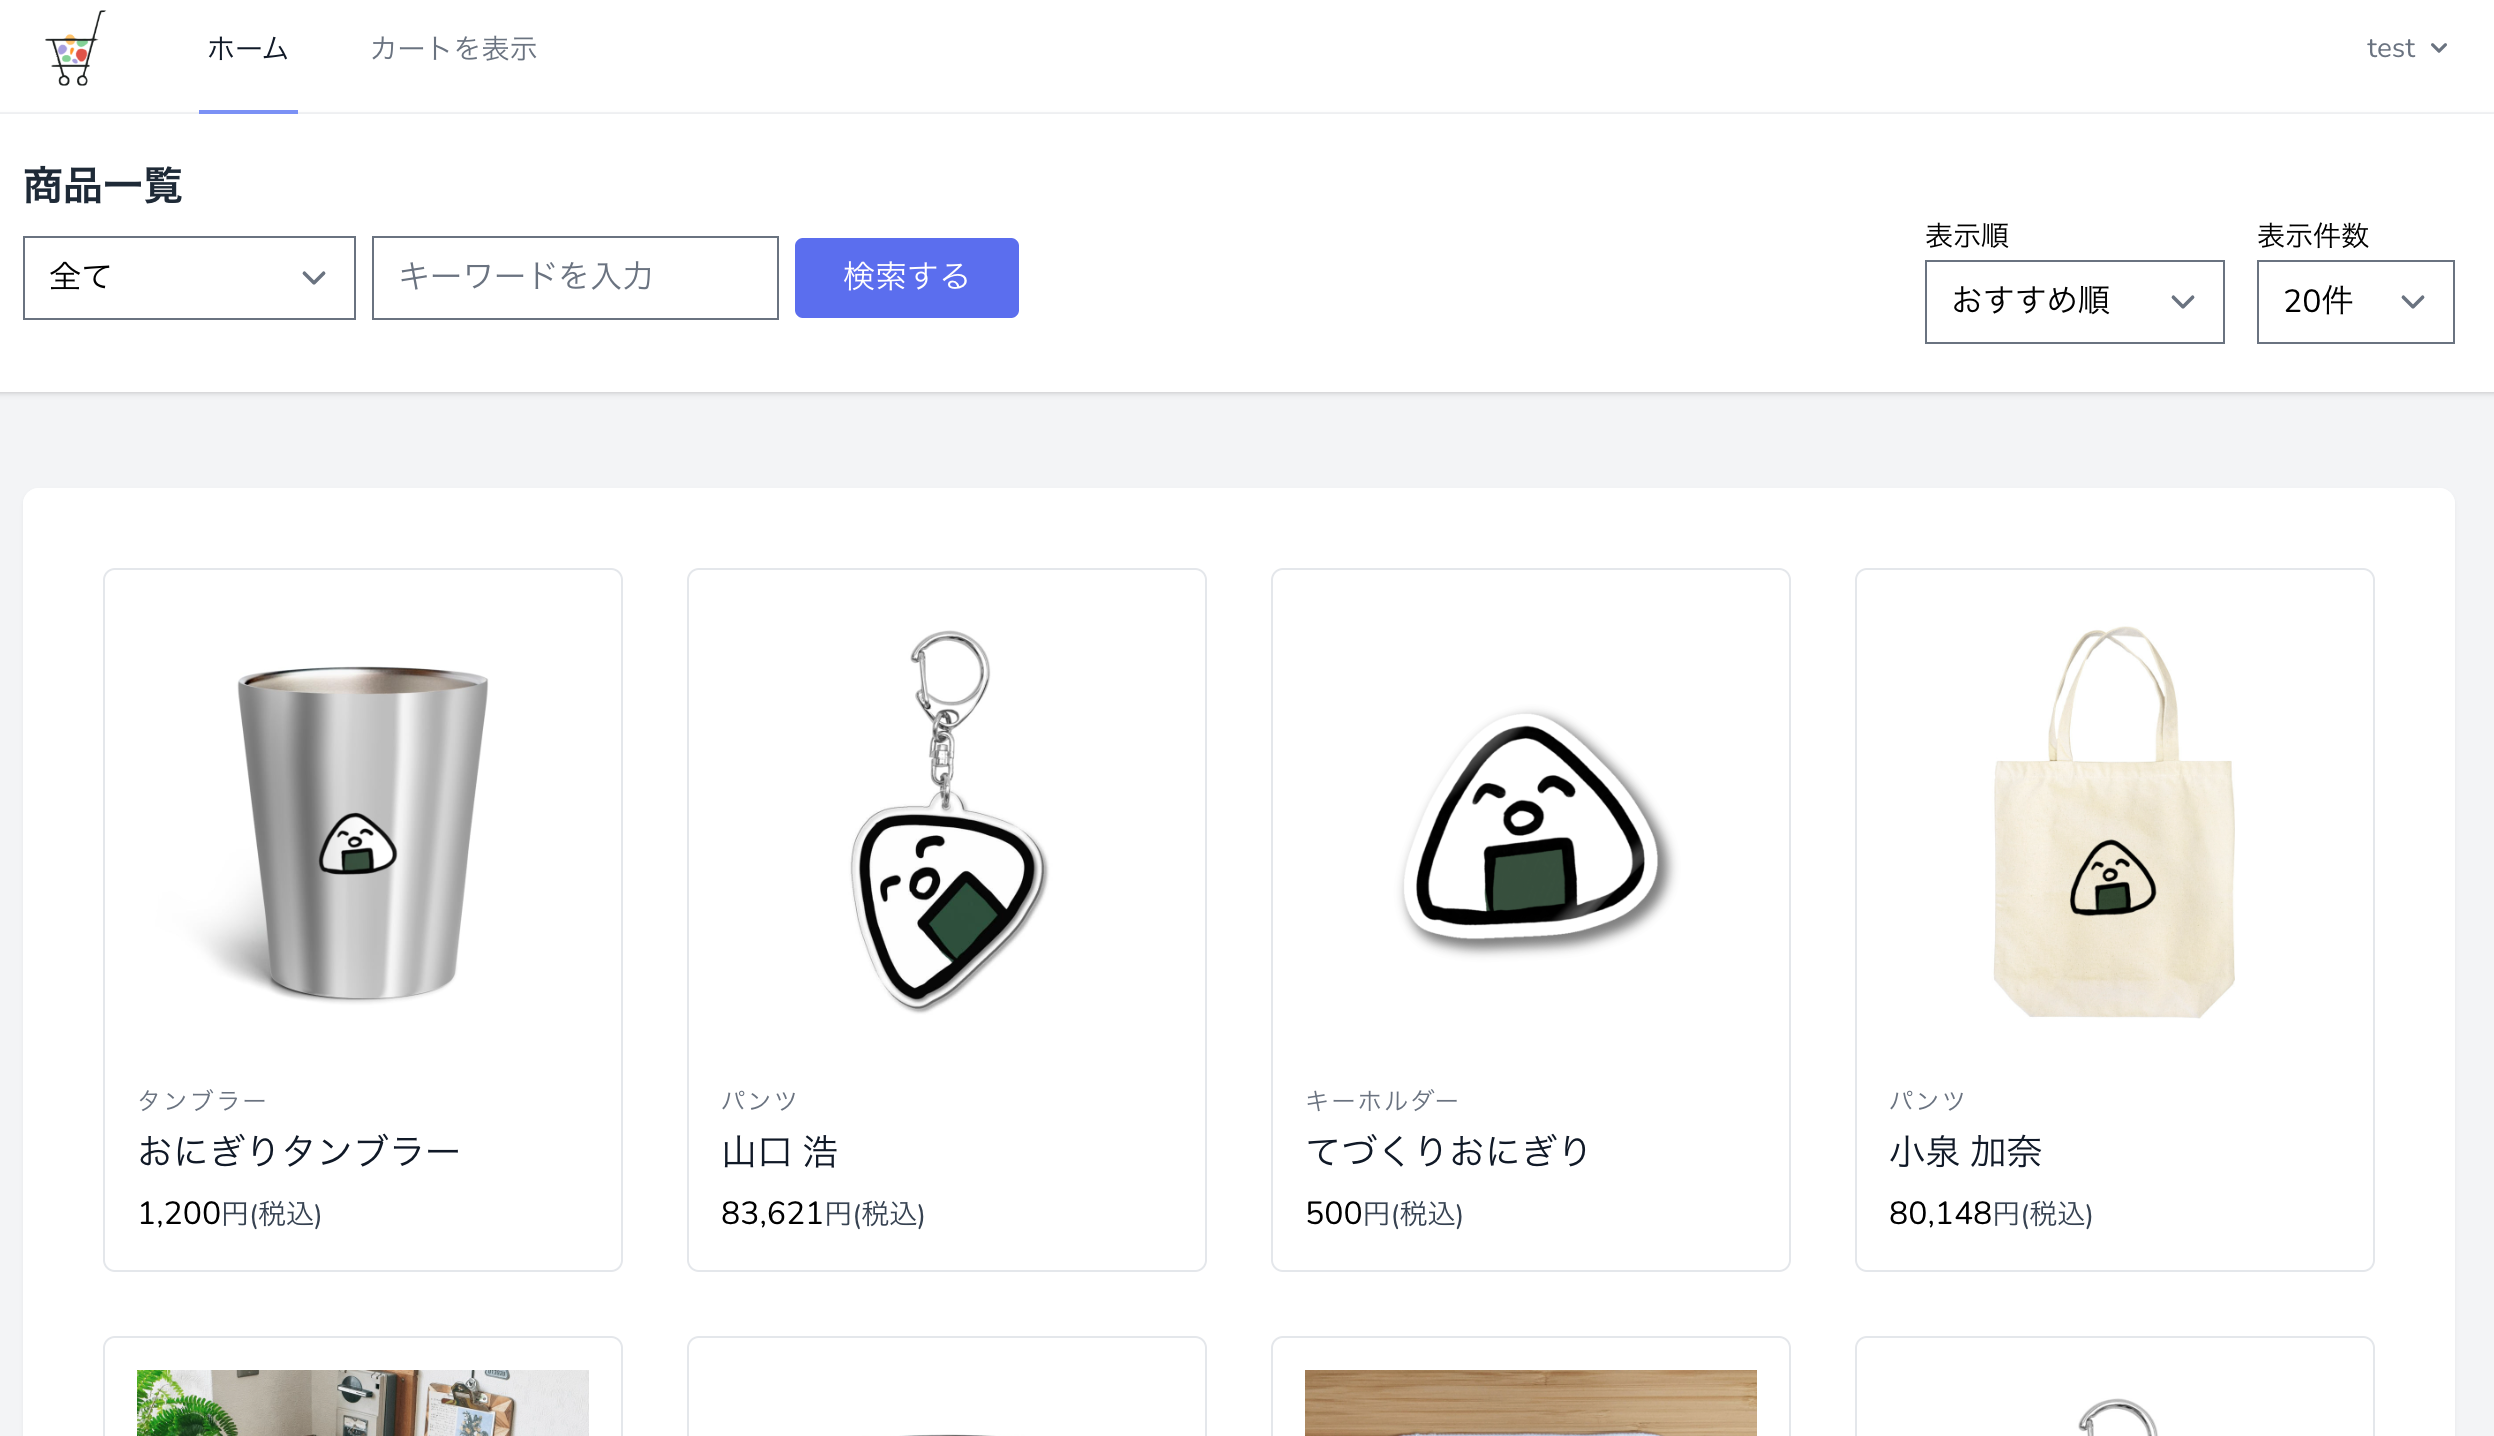 ホーム
カートを表示
test
商品一覧
全て
キーワードを入力
検索する
表示順
おすすめ順
表示件数
20件
タンブラー
おにぎりタンブラー
1,200円(税込)
パンツ
山口 浩
83,621円(税込)
キーホルダー
てづくりおにぎり
500円(税込)
パンツ
小泉 加奈
80,148円(税込)